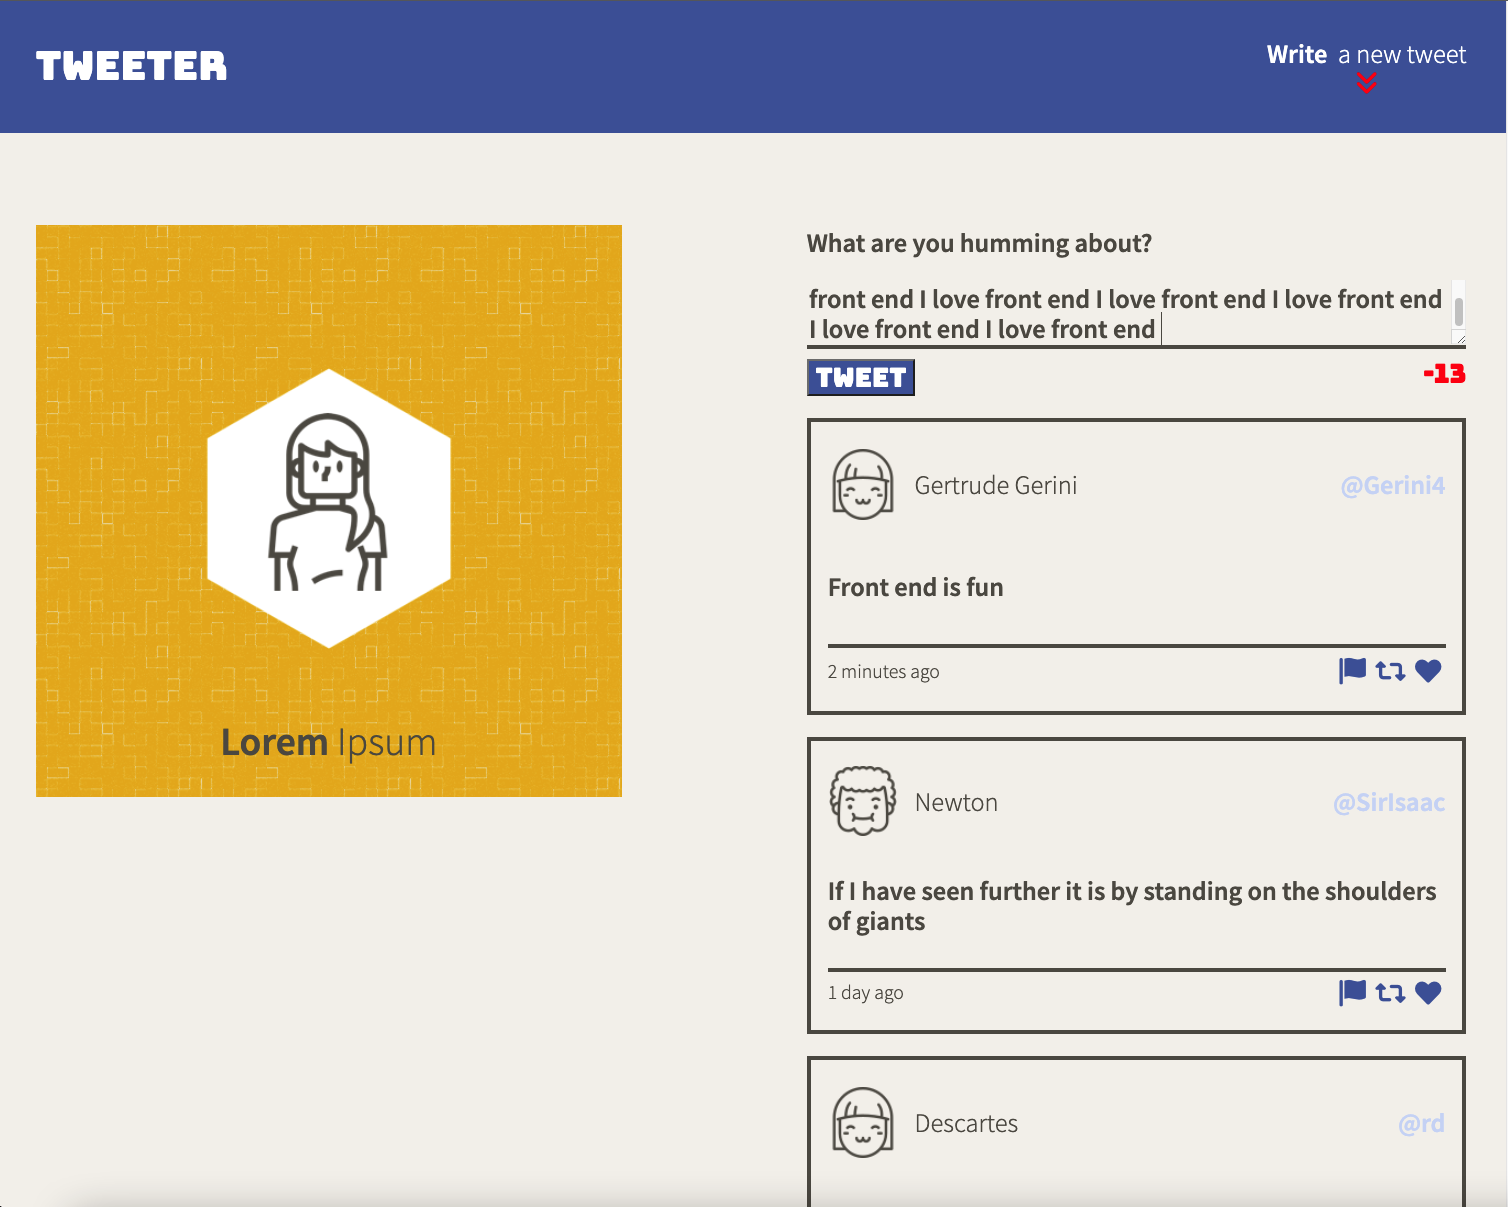 TWEETER
Write a new tweet
Lorem Ipsum
What are you humming about?
front end I love front end I love front end I love front end
I love front end I love front end
TWEET
-13
Gertrude Gerini
@Gerini4
Front end is fun
2 minutes ago
Newton
@SirIsaac
If I have seen further it is by standing on the shoulders
of giants
1 day ago
Descartes
@rd